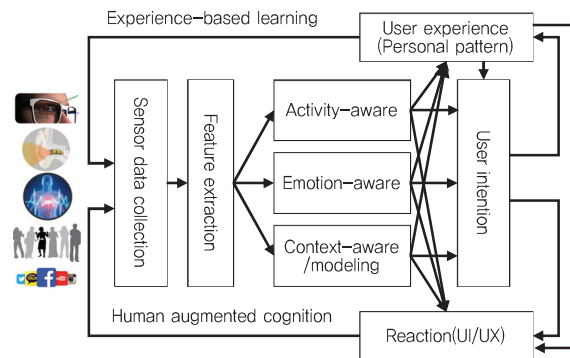 Experience-based learning
User experience
(Personal pattern)
Sensor data
collection
Feature extraction
Activity-aware
Emotion-aware
Context-aware
/modeling
User intention
Human augmented cognition
Reaction(UI/UX)